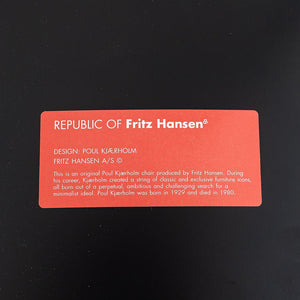 REPUBLIC OF Fritz Hansen®
DESIGN: POUL KJÆRHOLM
FRITZ HANSEN A/S ©
This is an original Poul Kjærholm chair produced by Fritz Hansen. During
his career, Kjærholm created a string of classic and exclusive furniture icons,
all born out of a perpetual, ambitious and challenging search for a
minimalist ideal. Poul Kjærholm was born in 1929 and died in 1980.